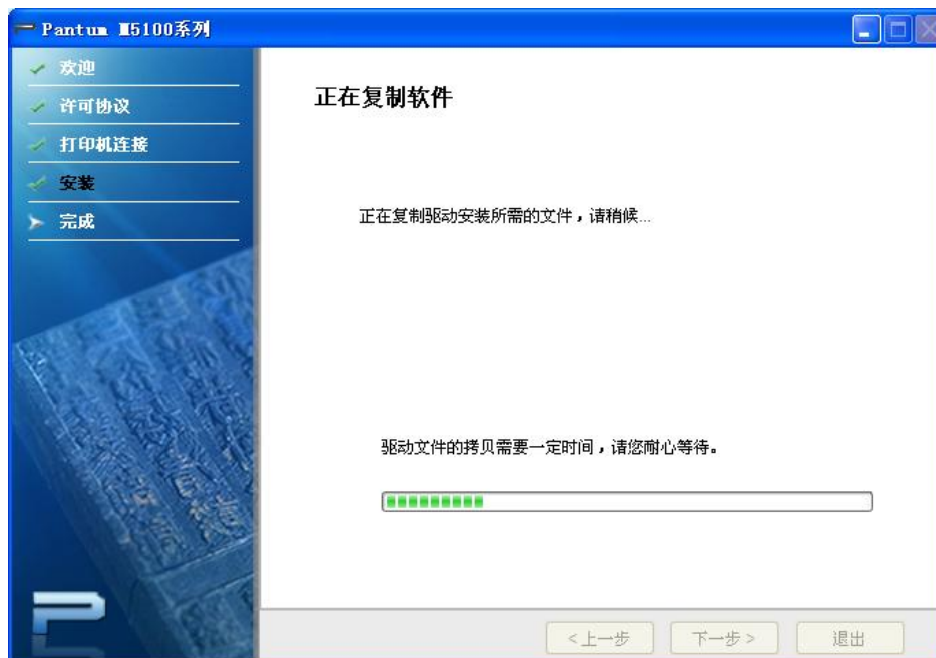 Pantum M5100系列
欢迎
许可协议
打印机连接
安装
完成
正在复制软件
正在复制驱动安装所需的文件，请稍候...
驱动文件的拷贝需要一定时间，请您耐心等待。
<上一步
下一步>
退出